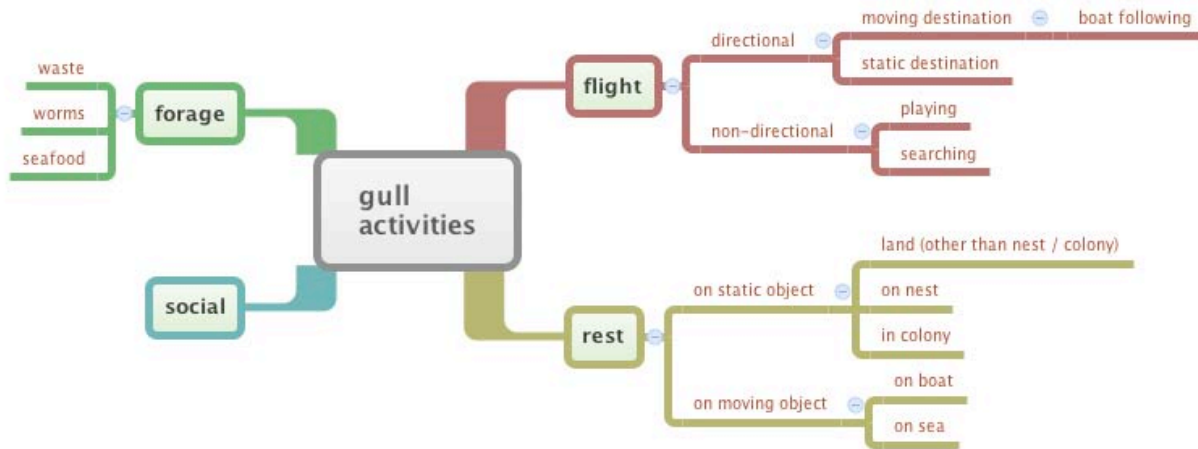 gull
activities
forage
waste
worms
seafood
social
flight
directional
moving destination
boat following
static destination
non-directional
playing
searching
rest
on static object
land (other than nest / colony)
on nest
in colony
on moving object
on boat
on sea